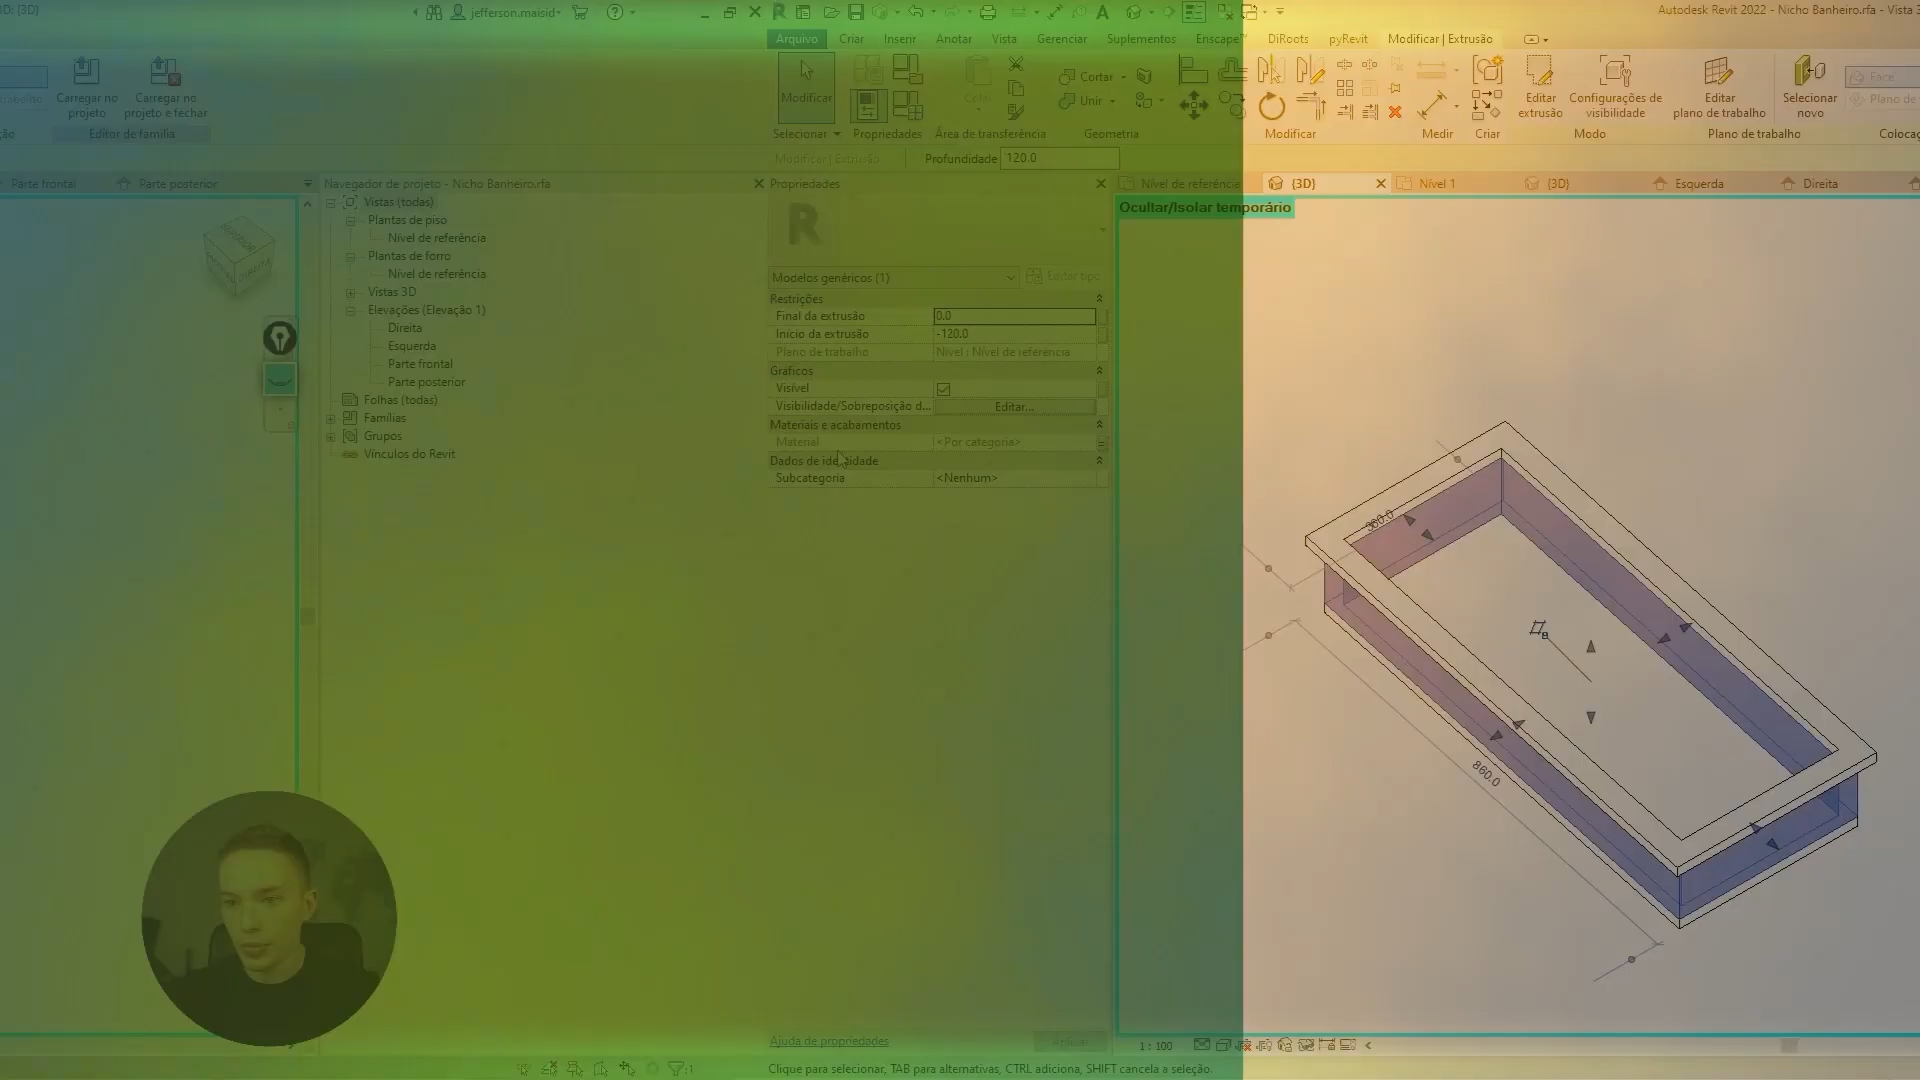 3D: {3D}
jefferson.maisid
Autodesk Revit 2022 - Nicho Banheiro.rfa - Vista 3
Arquivo Criar Inserir Anotar Vista Gerenciar Suplementos Enscape™ DiRoots pyRevit Modificar | Extrusão
Carregar no projeto
Carregar no projeto e fechar
Editor de família
Modificar
Selecionar
Propriedades
Área de transferência
Cortar
Unir
Geometria
Modificar
Medir
Criar
Editar extrusão
Configurações de visibilidade
Modo
Editar plano de trabalho
Plano de trabalho
Selecionar novo
Face
Plano de
Modificar | Extrusão
Profundidade 120.0
Parte frontal
Parte posterior
Navegador de projeto - Nicho Banheiro.rfa
Propriedades
Nível de referência
{3D}
Nível 1
{3D}
Esquerda
Direita
Vistas (todas)
Plantas de piso
Nível de referência
Plantas de forro
Nível de referência
Vistas 3D
Elevações (Elevação 1)
Direita
Esquerda
Parte frontal
Parte posterior
Folhas (todas)
Famílias
Grupos
Vínculos do Revit
R
Modelos genéricos (1)
Editar tipo
Restrições
Final da extrusão 0.0
Início da extrusão -120.0
Plano de trabalho Nível : Nível de referência
Gráficos
Visível
Visibilidade/Sobreposição d... Editar...
Materiais e acabamentos
Material <Por categoria>
Dados de identidade
Subcategoria <Nenhum>
Ocultar/Isolar temporário
300.0
860.0
Ajuda de propriedades
Aplicar
1 : 100
:1
Clique para selecionar, TAB para alternativas, CTRL adiciona, SHIFT cancela a seleção.